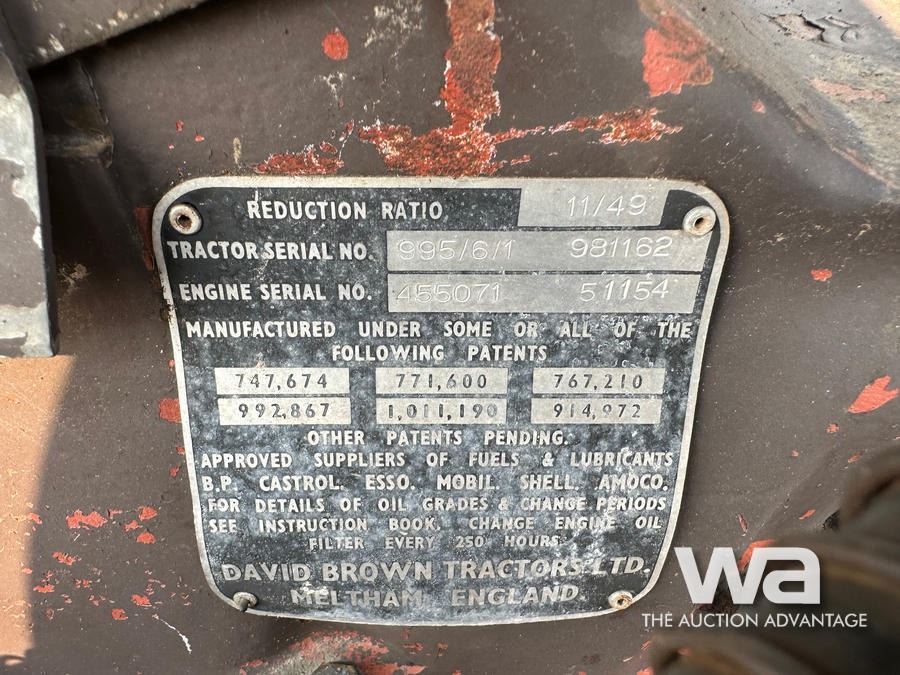 REDUCTION RATIO 11/49
TRACTOR SERIAL NO. 995/6/1 981162
ENGINE SERIAL NO. 455071 51154
MANUFACTURED UNDER SOME OR ALL OF THE
FOLLOWING PATENTS
747,674 771,600 767,210
992,867 1,011,190 914,972
OTHER PATENTS PENDING.
APPROVED SUPPLIERS OF FUELS & LUBRICANTS
B.P. CASTROL. ESSO. MOBIL. SHELL. AMOCO.
FOR DETAILS OF OIL GRADES & CHANGE PERIODS
SEE INSTRUCTION BOOK. CHANGE ENGINE OIL
FILTER EVERY 250 HOURS.
DAVID BROWN TRACTORS LTD.
MELTHAM, ENGLAND.
wa
THE AUCTION ADVANTAGE